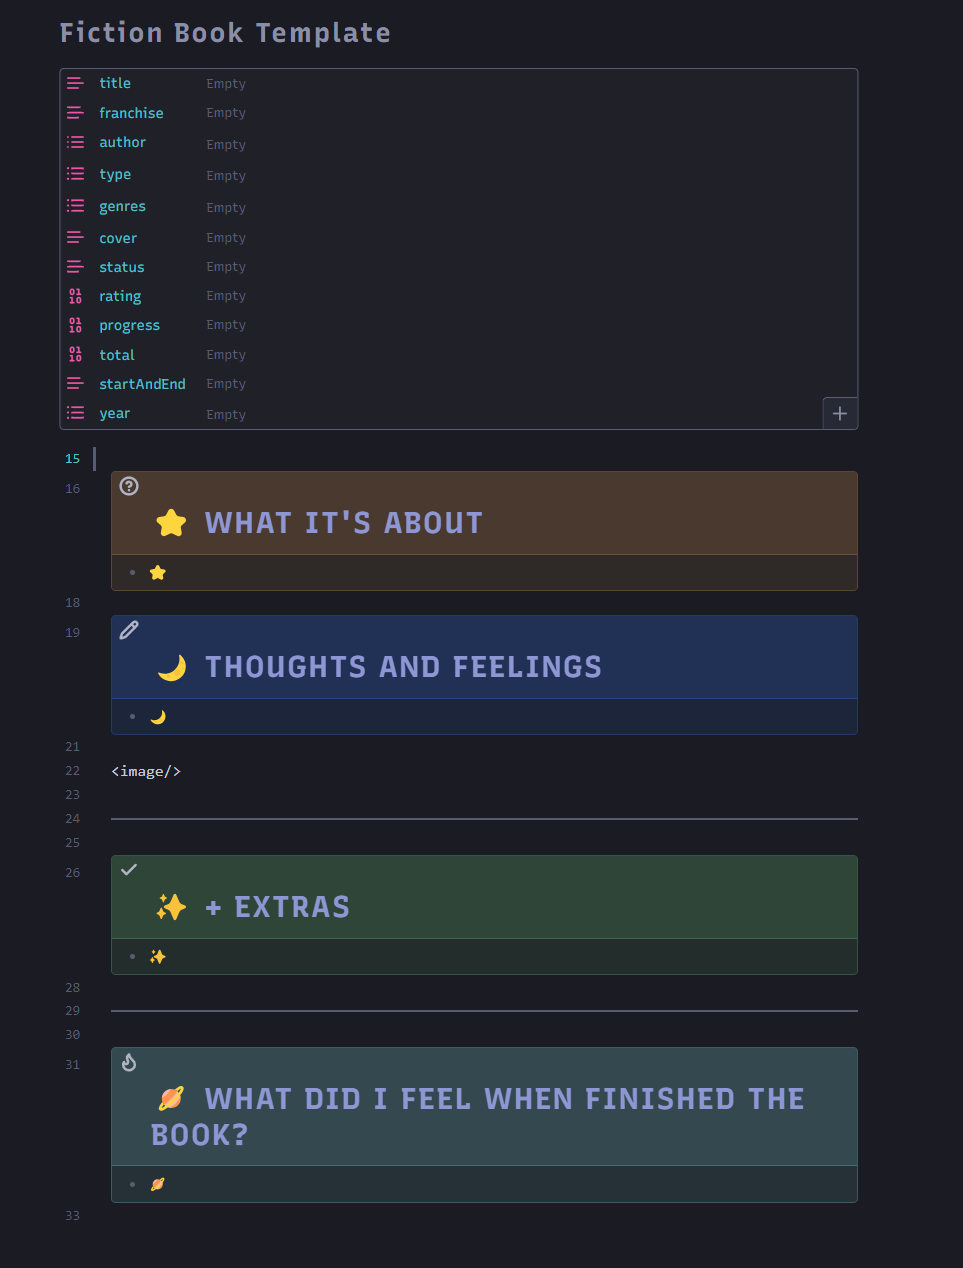 Fiction Book Template
title Empty
franchise Empty
author Empty
type Empty
genres Empty
cover Empty
status Empty
rating Empty
progress Empty
total Empty
startAndEnd Empty
year Empty
15
16
⭐ WHAT IT'S ABOUT
• ⭐
18
19
🌙 THOUGHTS AND FEELINGS
• 🌙
21
22 <image/>
23
24
25
26
✨ + EXTRAS
• ✨
28
29
30
31
🪐 WHAT DID I FEEL WHEN FINISHED THE
BOOK?
• 🪐
33